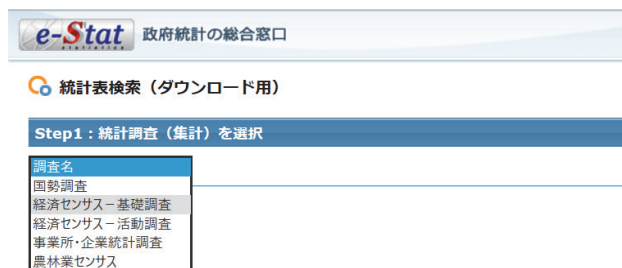 e-Stat 政府統計の総合窓口
statistics
統計表検索（ダウンロード用）
Step1：統計調査（集計）を選択
調査名
国勢調査
経済センサス－基礎調査
経済センサス－活動調査
事業所・企業統計調査
農林業センサス